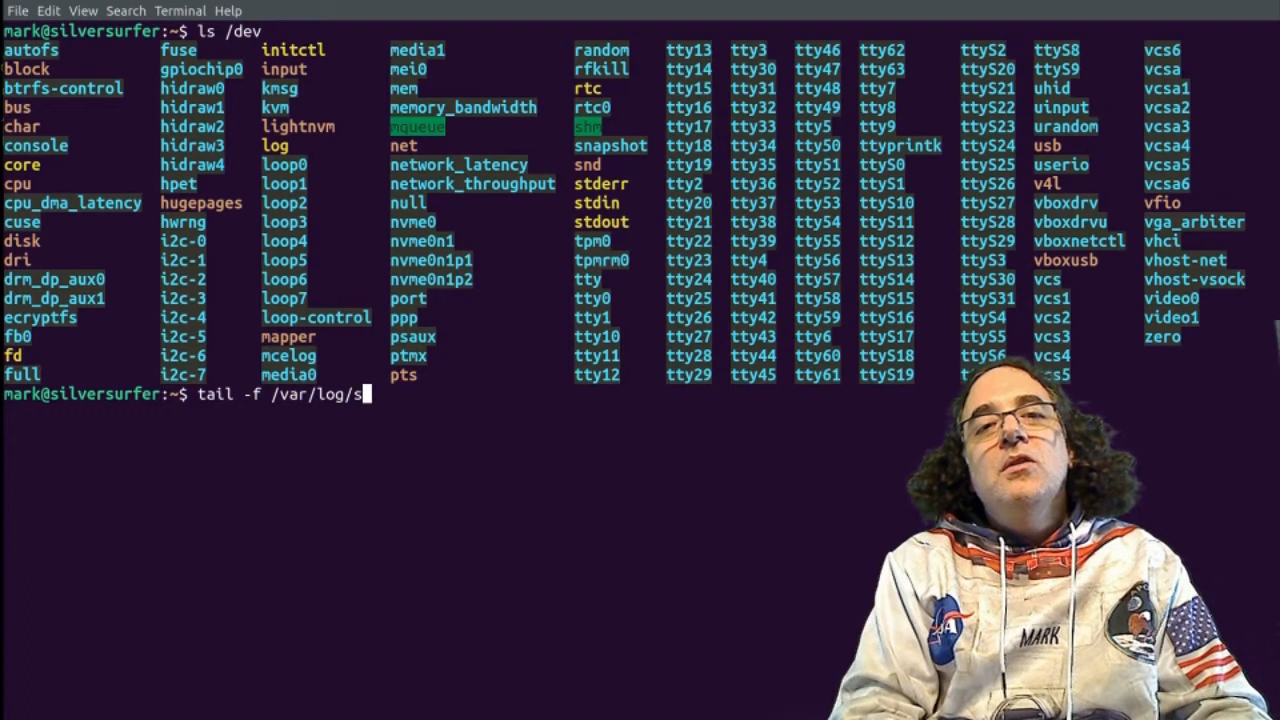 File Edit View Search Terminal Help
mark@silversurfer:~$ ls /dev
autofs fuse initctl media1 random tty13 tty3 tty46 tty62 ttyS2 ttyS8 vcs6
block gpiochip0 input mei0 rfkill tty14 tty30 tty47 tty63 ttyS20 ttyS9 vcsa
btrfs-control hidraw0 kmsg mem rtc tty15 tty31 tty48 tty7 ttyS21 uhid vcsa1
bus hidraw1 kvm memory_bandwidth rtc0 tty16 tty32 tty49 tty8 ttyS22 uinput vcsa2
char hidraw2 lightnvm mqueue shm tty17 tty33 tty5 tty9 ttyS23 urandom vcsa3
console hidraw3 log net snapshot tty18 tty34 tty50 ttyprintk ttyS24 usb vcsa4
core hidraw4 loop0 network_latency snd tty19 tty35 tty51 ttyS0 ttyS25 userio vcsa5
cpu hpet loop1 network_throughput stderr tty2 tty36 tty52 ttyS1 ttyS26 v4l vcsa6
cpu_dma_latency hugepages loop2 null stdin tty20 tty37 tty53 ttyS10 ttyS27 vboxdrv vfio
cuse hwrng loop3 nvme0 stdout tty21 tty38 tty54 ttyS11 ttyS28 vboxdrvu vga_arbiter
disk i2c-0 loop4 nvme0n1 tpm0 tty22 tty39 tty55 ttyS12 ttyS29 vboxnetctl vhci
dri i2c-1 loop5 nvme0n1p1 tpmrm0 tty23 tty4 tty56 ttyS13 ttyS3 vboxusb vhost-net
drm_dp_aux0 i2c-2 loop6 nvme0n1p2 tty tty24 tty40 tty57 ttyS14 ttyS30 vcs vhost-vsock
drm_dp_aux1 i2c-3 loop7 port tty0 tty25 tty41 tty58 ttyS15 ttyS31 vcs1 video0
ecryptfs i2c-4 loop-control ppp tty1 tty26 tty42 tty59 ttyS16 ttyS4 vcs2 video1
fb0 i2c-5 mapper psaux tty10 tty27 tty43 tty6 ttyS17 ttyS5 vcs3 zero
fd i2c-6 mcelog ptmx tty11 tty28 tty44 tty60 ttyS18 ttyS6 vcs4
full i2c-7 media0 pts tty12 tty29 tty45 tty61 ttyS19
mark@silversurfer:~$ tail -f /var/log/s
MARK